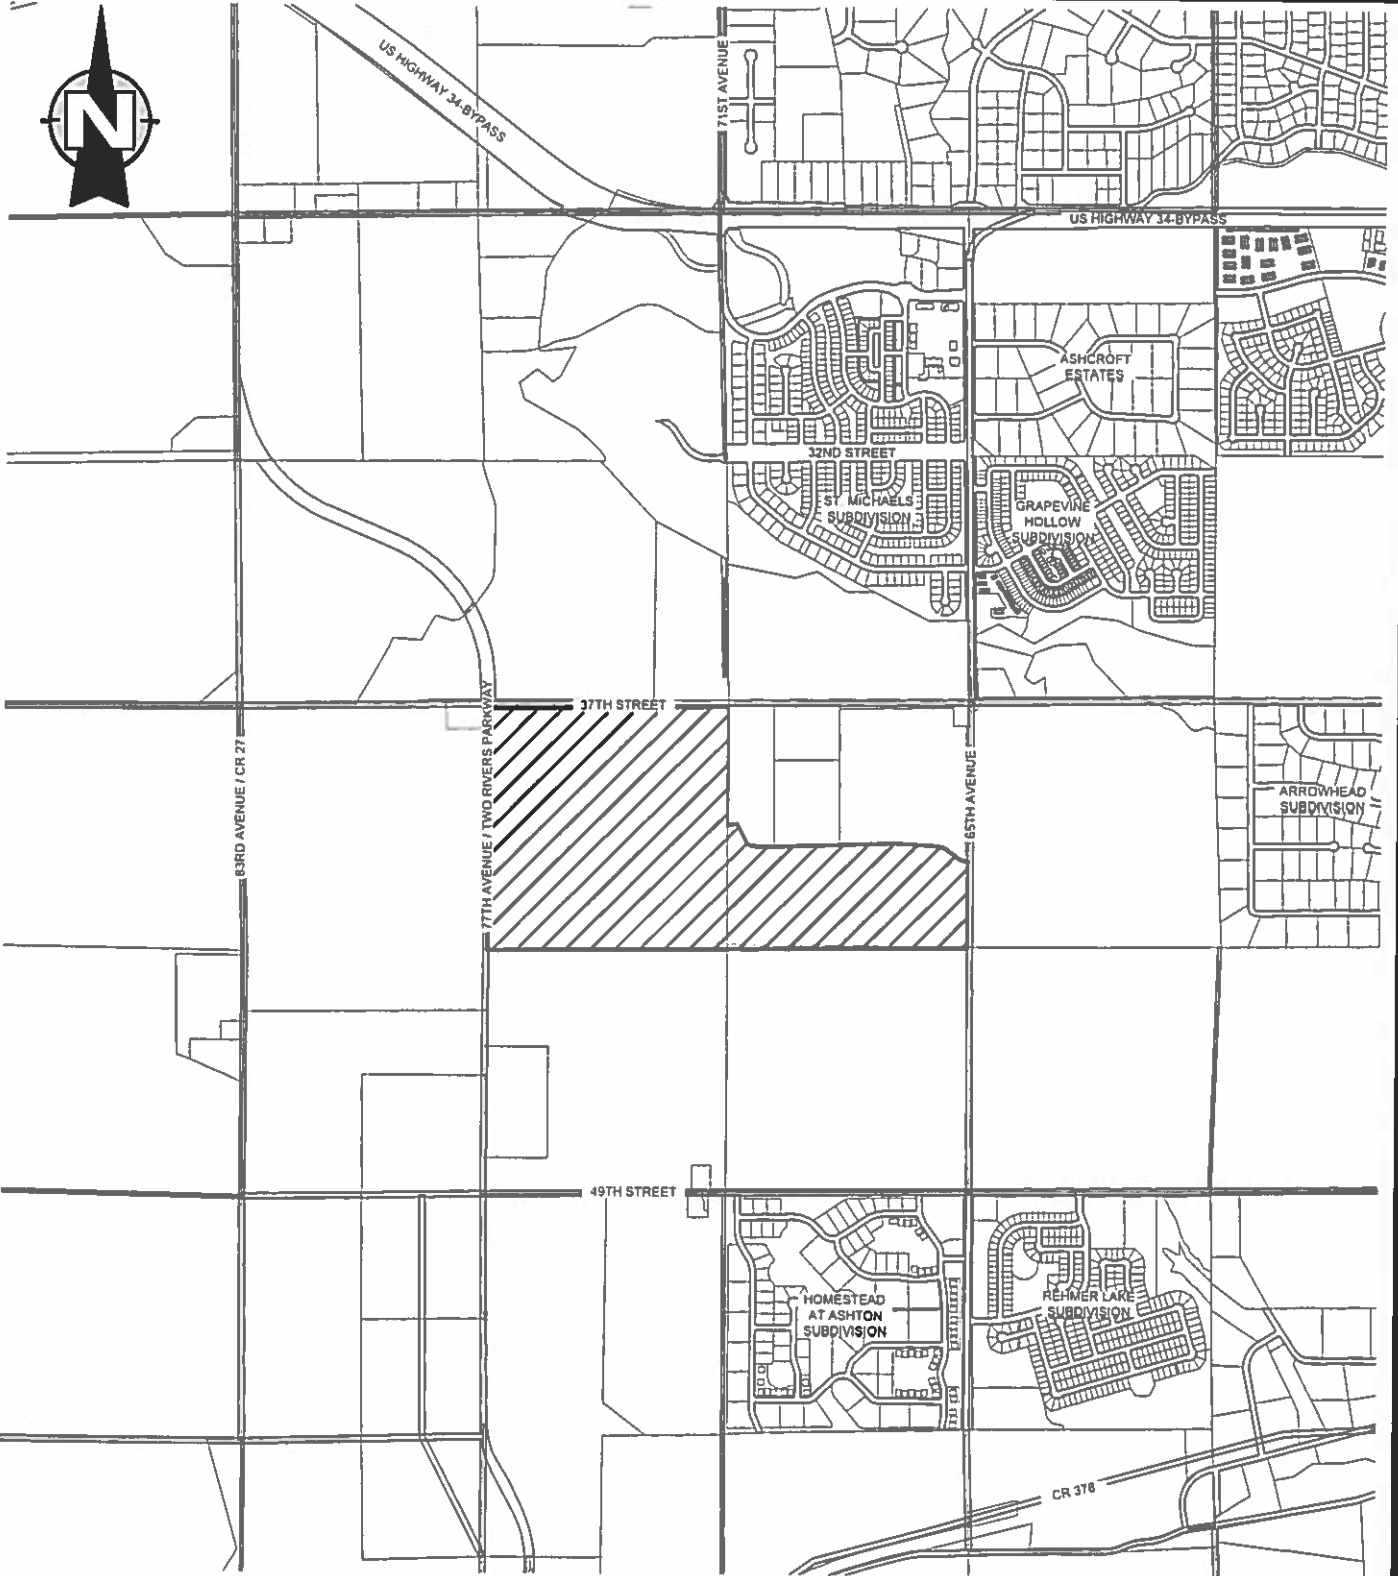 N
US HIGHWAY 34-BYPASS
71ST AVENUE
US HIGHWAY 34-BYPASS
ASHCROFT
ESTATES
32ND STREET
ST. MICHAELS
SUBDIVISION
GRAPEVINE
HOLLOW
SUBDIVISION
37TH STREET
83RD AVENUE / CR 27
77TH AVENUE / TWO RIVERS PARKWAY
65TH AVENUE
ARROWHEAD
SUBDIVISION
49TH STREET
HOMESTEAD
AT ASHTON
SUBDIVISION
REHMER LAKE
SUBDIVISION
CR 378